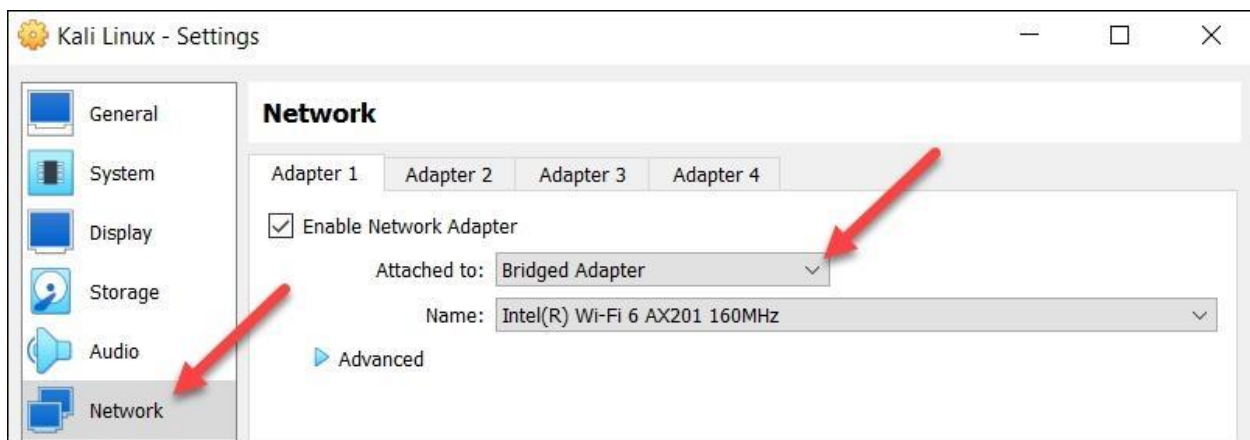 Kali Linux - Settings
General
System
Display
Storage
Audio
Network
Network
Adapter 1 Adapter 2 Adapter 3 Adapter 4
Enable Network Adapter
Attached to: Bridged Adapter
Name: Intel(R) Wi-Fi 6 AX201 160MHz
Advanced